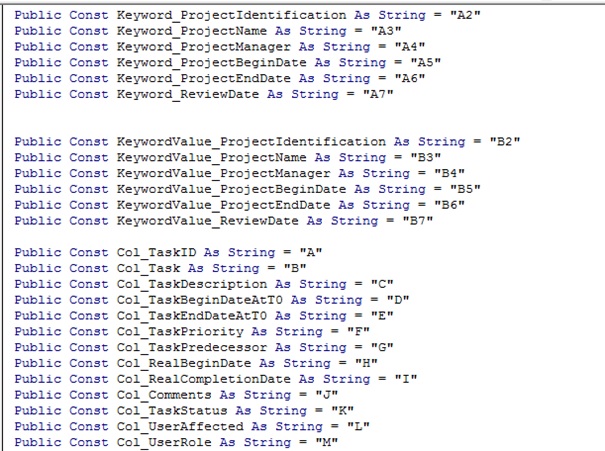 Public Const Keyword_ProjectIdentification As String = "A2"
Public Const Keyword_ProjectName As String = "A3"
Public Const Keyword_ProjectManager As String = "A4"
Public Const Keyword_ProjectBeginDate As String = "A5"
Public Const Keyword_ProjectEndDate As String = "A6"
Public Const Keyword_ReviewDate As String = "A7"
Public Const KeywordValue_ProjectIdentification As String = "B2"
Public Const KeywordValue_ProjectName As String = "B3"
Public Const KeywordValue_ProjectManager As String = "B4"
Public Const KeywordValue_ProjectBeginDate As String = "B5"
Public Const KeywordValue_ProjectEndDate As String = "B6"
Public Const KeywordValue_ReviewDate As String = "B7"
Public Const Col_TaskID As String = "A"
Public Const Col_Task As String = "B"
Public Const Col_TaskDescription As String = "C"
Public Const Col_TaskBeginDateAtT0 As String = "D"
Public Const Col_TaskEndDateAtT0 As String = "E"
Public Const Col_TaskPriority As String = "F"
Public Const Col_TaskPredecessor As String = "G"
Public Const Col_RealBeginDate As String = "H"
Public Const Col_RealCompletionDate As String = "I"
Public Const Col_Comments As String = "J"
Public Const Col_TaskStatus As String = "K"
Public Const Col_UserAffected As String = "L"
Public Const Col_UserRole As String = "M"